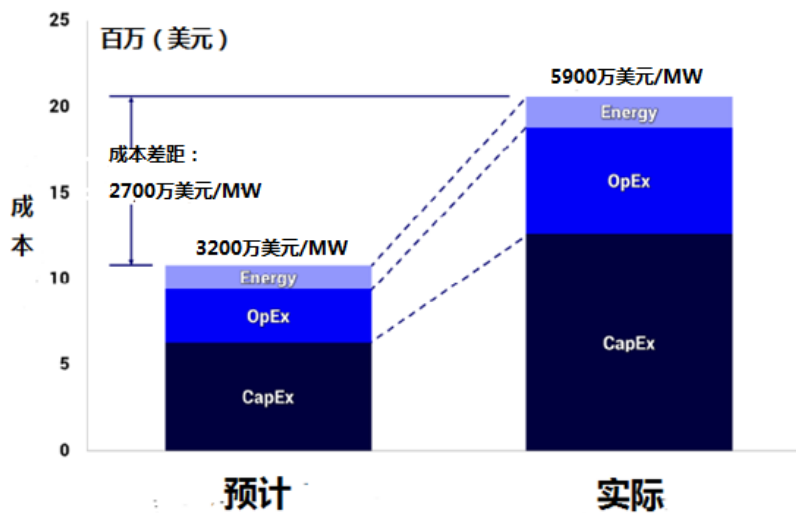 25
百万（美元）
5900万美元/MW
20
Energy
成本差距：
OpEx
15
2700万美元/MW
成
本
3200万美元/MW
10
Energy
OpEx
CapEx
5
CapEx
0
预计
实际